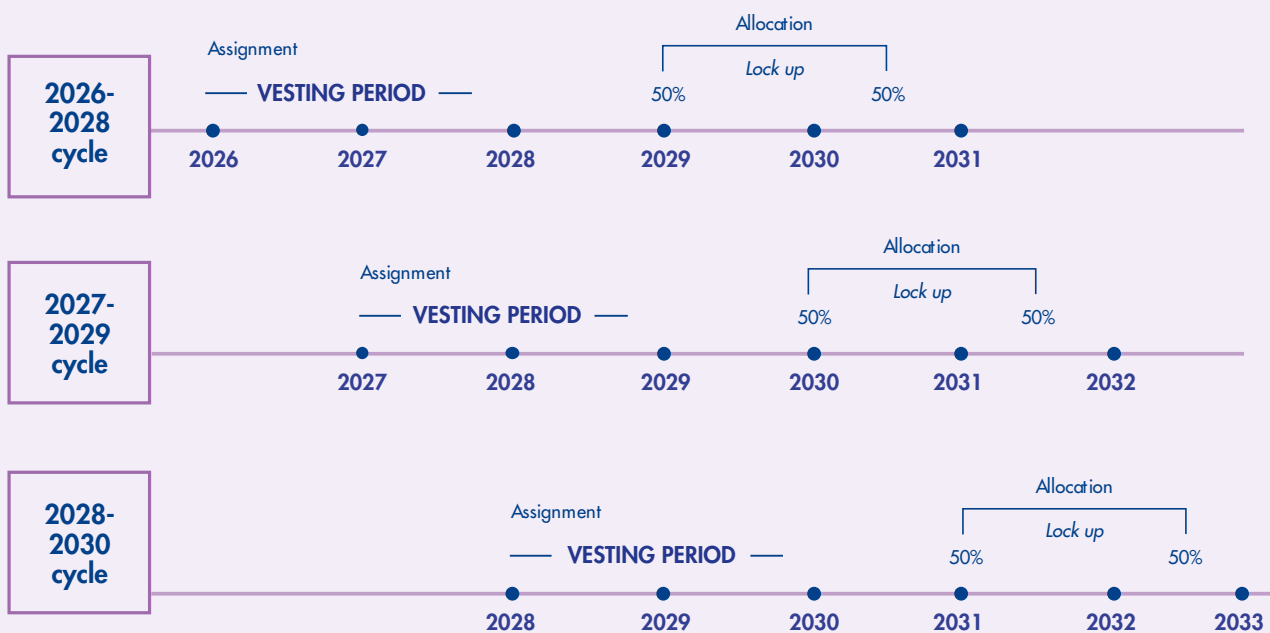 Allocation
Assignment
Lock up
2026-
2028
cycle
VESTING PERIOD
50%
50%
2026
2027
2028
2029
2030
2031
Allocation
Assignment
Lock up
2027-
2029
cycle
VESTING PERIOD
50%
50%
2027
2028
2029
2030
2031
2032
Allocation
Assignment
Lock up
2028-
2030
cycle
VESTING PERIOD
50%
50%
2028
2029
2030
2031
2032
2033